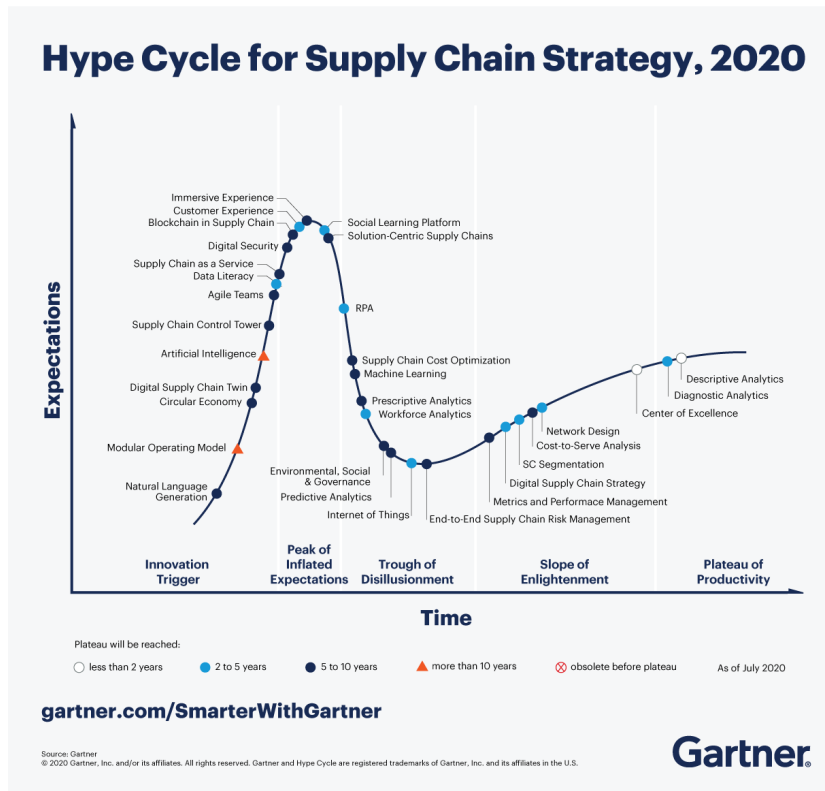 Hype Cycle for Supply Chain Strategy, 2020
Expectations
Immersive Experience
Customer Experience
Blockchain in Supply Chain
Digital Security
Supply Chain as a Service
Data Literacy
Agile Teams
Supply Chain Control Tower
Artificial Intelligence
Digital Supply Chain Twin
Circular Economy
Modular Operating Model
Natural Language
Generation
Social Learning Platform
Solution-Centric Supply Chains
RPA
Supply Chain Cost Optimization
Machine Learning
Prescriptive Analytics
Workforce Analytics
Environmental, Social
& Governance
Predictive Analytics
Internet of Things
End-to-End Supply Chain Risk Management
Metrics and Performace Management
Digital Supply Chain Strategy
SC Segmentation
Cost-to-Serve Analysis
Network Design
Center of Excellence
Diagnostic Analytics
Descriptive Analytics
Innovation
Trigger
Peak of
Inflated
Expectations
Trough of
Disillusionment
Slope of
Enlightenment
Plateau of
Productivity
Time
Plateau will be reached:
less than 2 years
2 to 5 years
5 to 10 years
more than 10 years
obsolete before plateau
As of July 2020
gartner.com/SmarterWithGartner
Source: Gartner
© 2020 Gartner, Inc. and/or its affiliates. All rights reserved. Gartner and Hype Cycle are registered trademarks of Gartner, Inc. and its affiliates in the U.S.
Gartner®